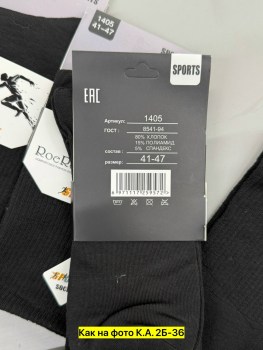 1405
41-47
SPORTS
EAC
Артикул: 1405
ГОСТ: 8541-94
80% ХЛОПОК
15% ПОЛИАМИД
состав: 5% СПАНДЕКС
размер: 41-47
Как на фото К.А. 2Б-36